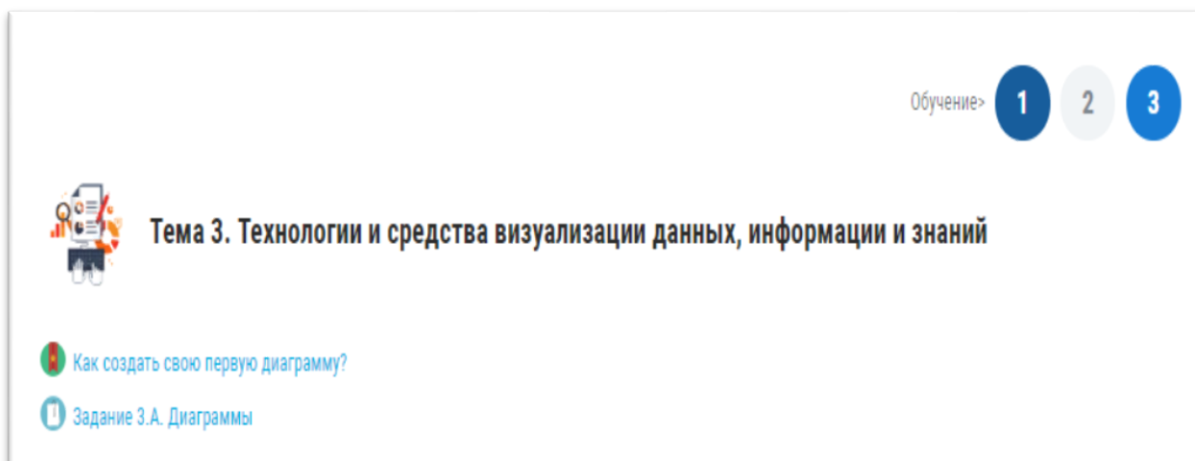 Обучение> 1 2 3
Тема 3. Технологии и средства визуализации данных, информации и знаний
Как создать свою первую диаграмму?
Задание 3.А. Диаграммы